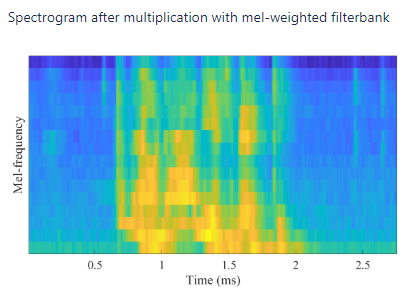 Spectrogram after multiplication with mel-weighted filterbank
Mel-frequency
0.5 1 1.5 2 2.5
Time (ms)